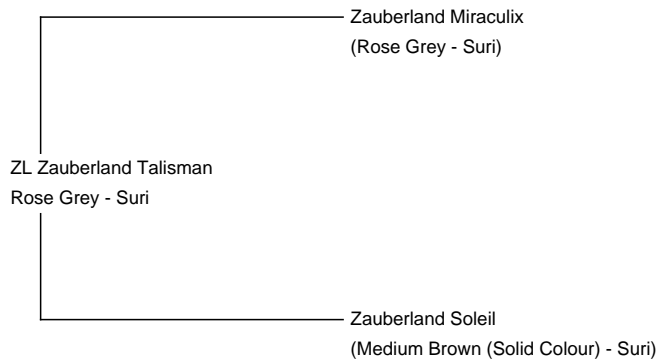 Zauberland Miraculix
(Rose Grey - Suri)
ZL Zauberland Talisman
Rose Grey - Suri
Zauberland Soleil
(Medium Brown (Solid Colour) - Suri)